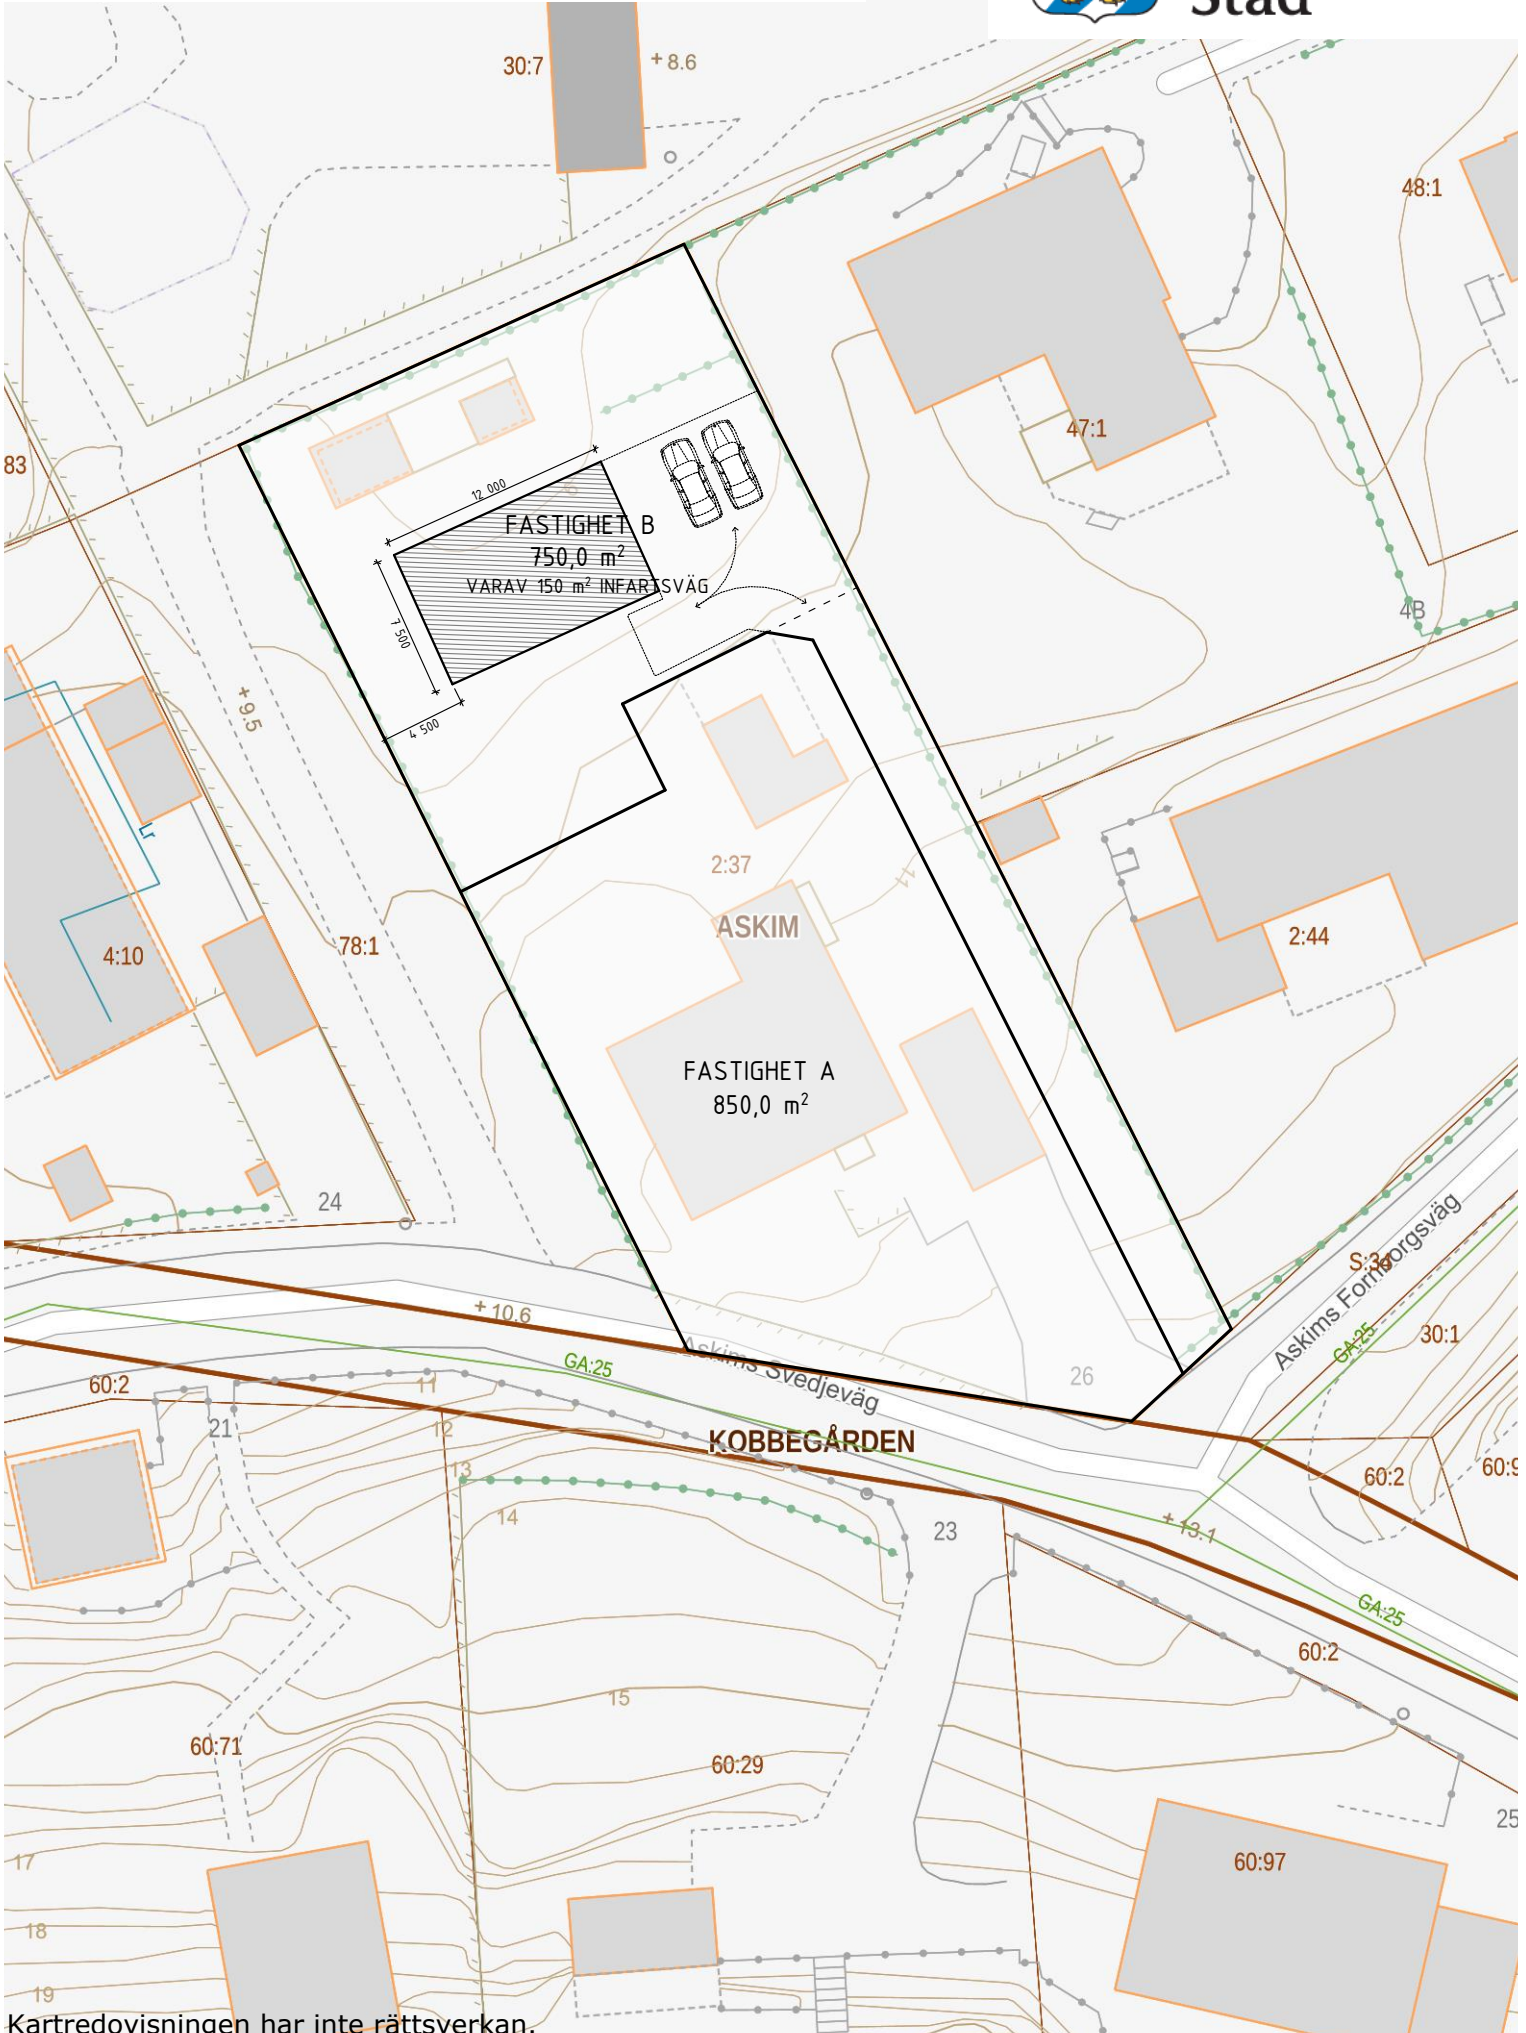 Stad
30:7
+ 8.6
48:1
47:1
83
12 000
FASTIGHET B
750,0 m²
VARAV 150 m² INFARTSVÄG
7 500
4 500
4B
+ 9.5
Lr
2:37
11
ASKIM
4:10
78:1
2:44
FASTIGHET A
850,0 m²
24
S:34
Askims Fornborgsväg
+ 10.6
Askims Svedjeväg
GA:25
GA:25
30:1
26
60:2
11
21
12
KOBBEGÅRDEN
13
14
60:2
60:9
23
+ 13.1
GA:25
60:2
15
60:71
60:29
25
17
60:97
18
19
Kartredovisningen har inte rättsverkan.